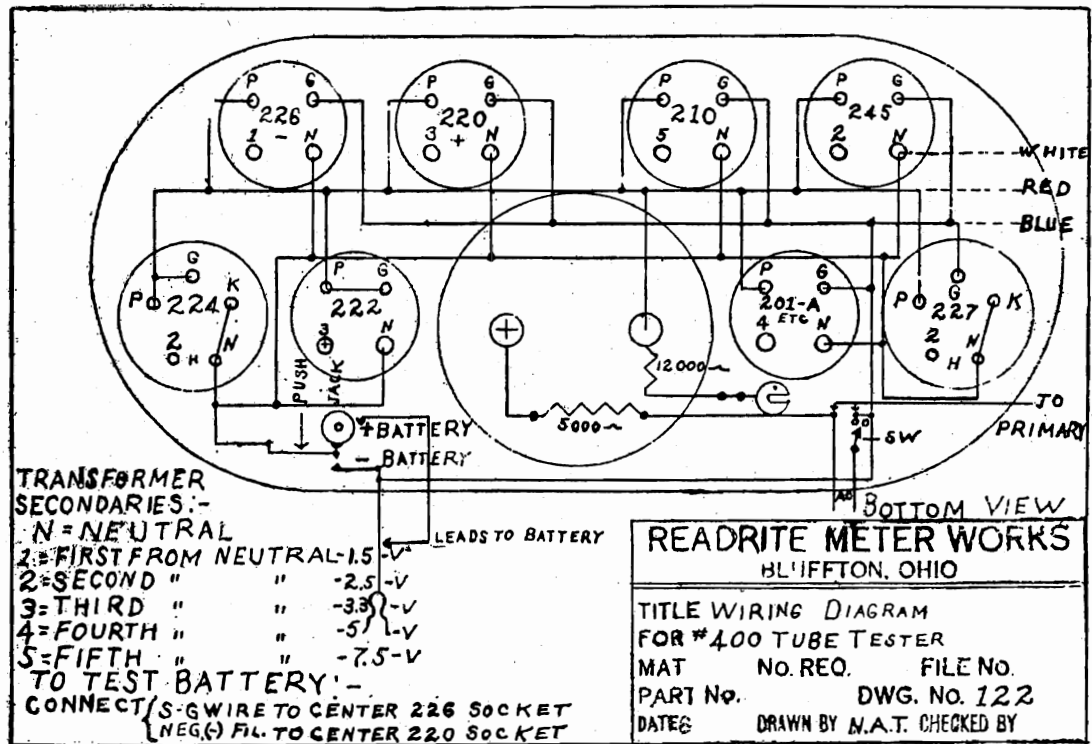 P G 226 1 - N
P G 220 3 + N
P G 210 5 N
P G 245 2 N
WHITE
RED
BLUE
G P 224 K 2 H N
P G 222 3 + N
P G 201-A ETC 4 N
G P 227 K 2 N H
+
12000~
5000~
PUSH
JACK
+ BATTERY
- BATTERY
TO
PRIMARY
SW
LEADS TO BATTERY
BOTTOM VIEW
TRANSFORMER
SECONDARIES:-
N = NEUTRAL
1=FIRST FROM NEUTRAL-1.5-V
2=SECOND " " -2.5-V
3=THIRD " " -3.3-V
4=FOURTH " " -5-V
5=FIFTH " " -7.5-V
TO TEST BATTERY:-
CONNECT { S-G WIRE TO CENTER 226 SOCKET
NEG.(-) FIL. TO CENTER 220 SOCKET
READRITE METER WORKS
BLUFFTON, OHIO
TITLE WIRING DIAGRAM
FOR #400 TUBE TESTER
MAT NO. REQ. FILE NO.
PART NO. DWG. NO. 122
DATES DRAWN BY N.A.T. CHECKED BY